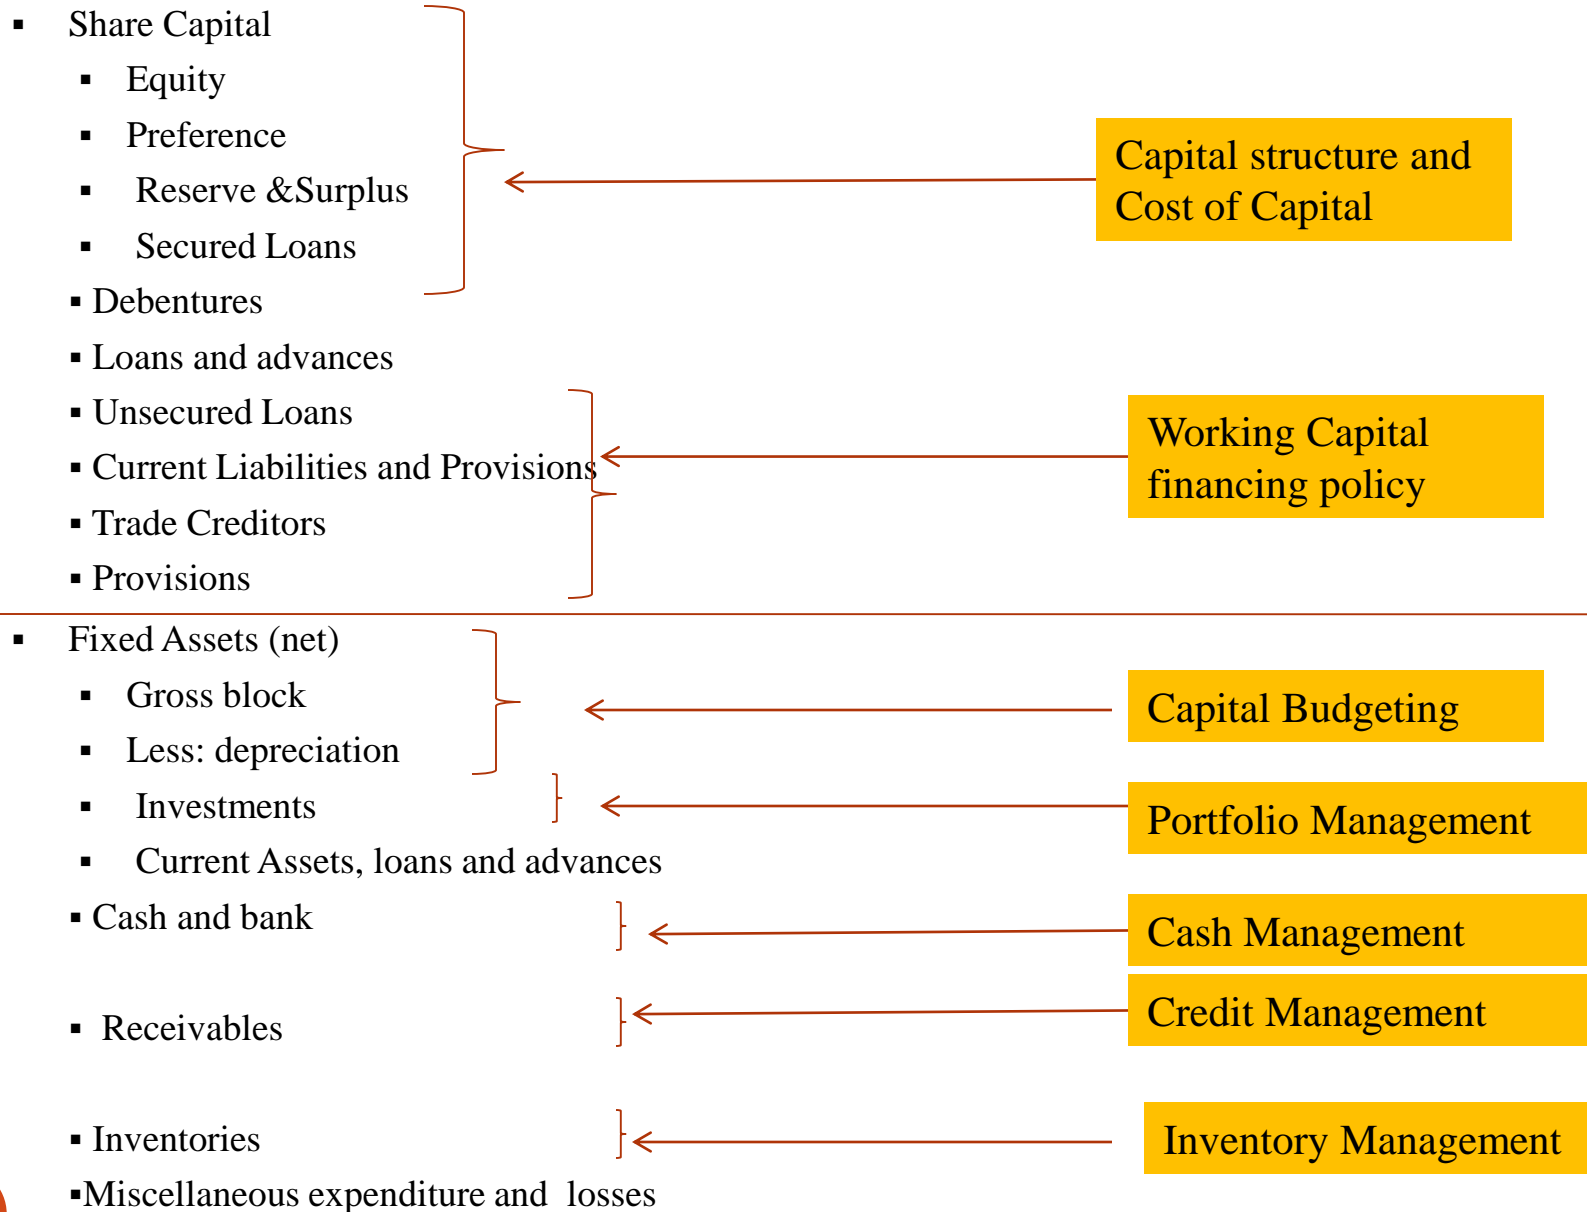 ▪ Share Capital
▪ Equity
▪ Preference
▪ Reserve &Surplus
▪ Secured Loans
▪ Debentures
▪ Loans and advances
▪ Unsecured Loans
▪ Current Liabilities and Provisions
▪ Trade Creditors
▪ Provisions
Capital structure and
Cost of Capital
Working Capital
financing policy
▪ Fixed Assets (net)
▪ Gross block
▪ Less: depreciation
▪ Investments
▪ Current Assets, loans and advances
▪ Cash and bank
▪ Receivables
▪ Inventories
▪Miscellaneous expenditure and losses
Capital Budgeting
Portfolio Management
Cash Management
Credit Management
Inventory Management